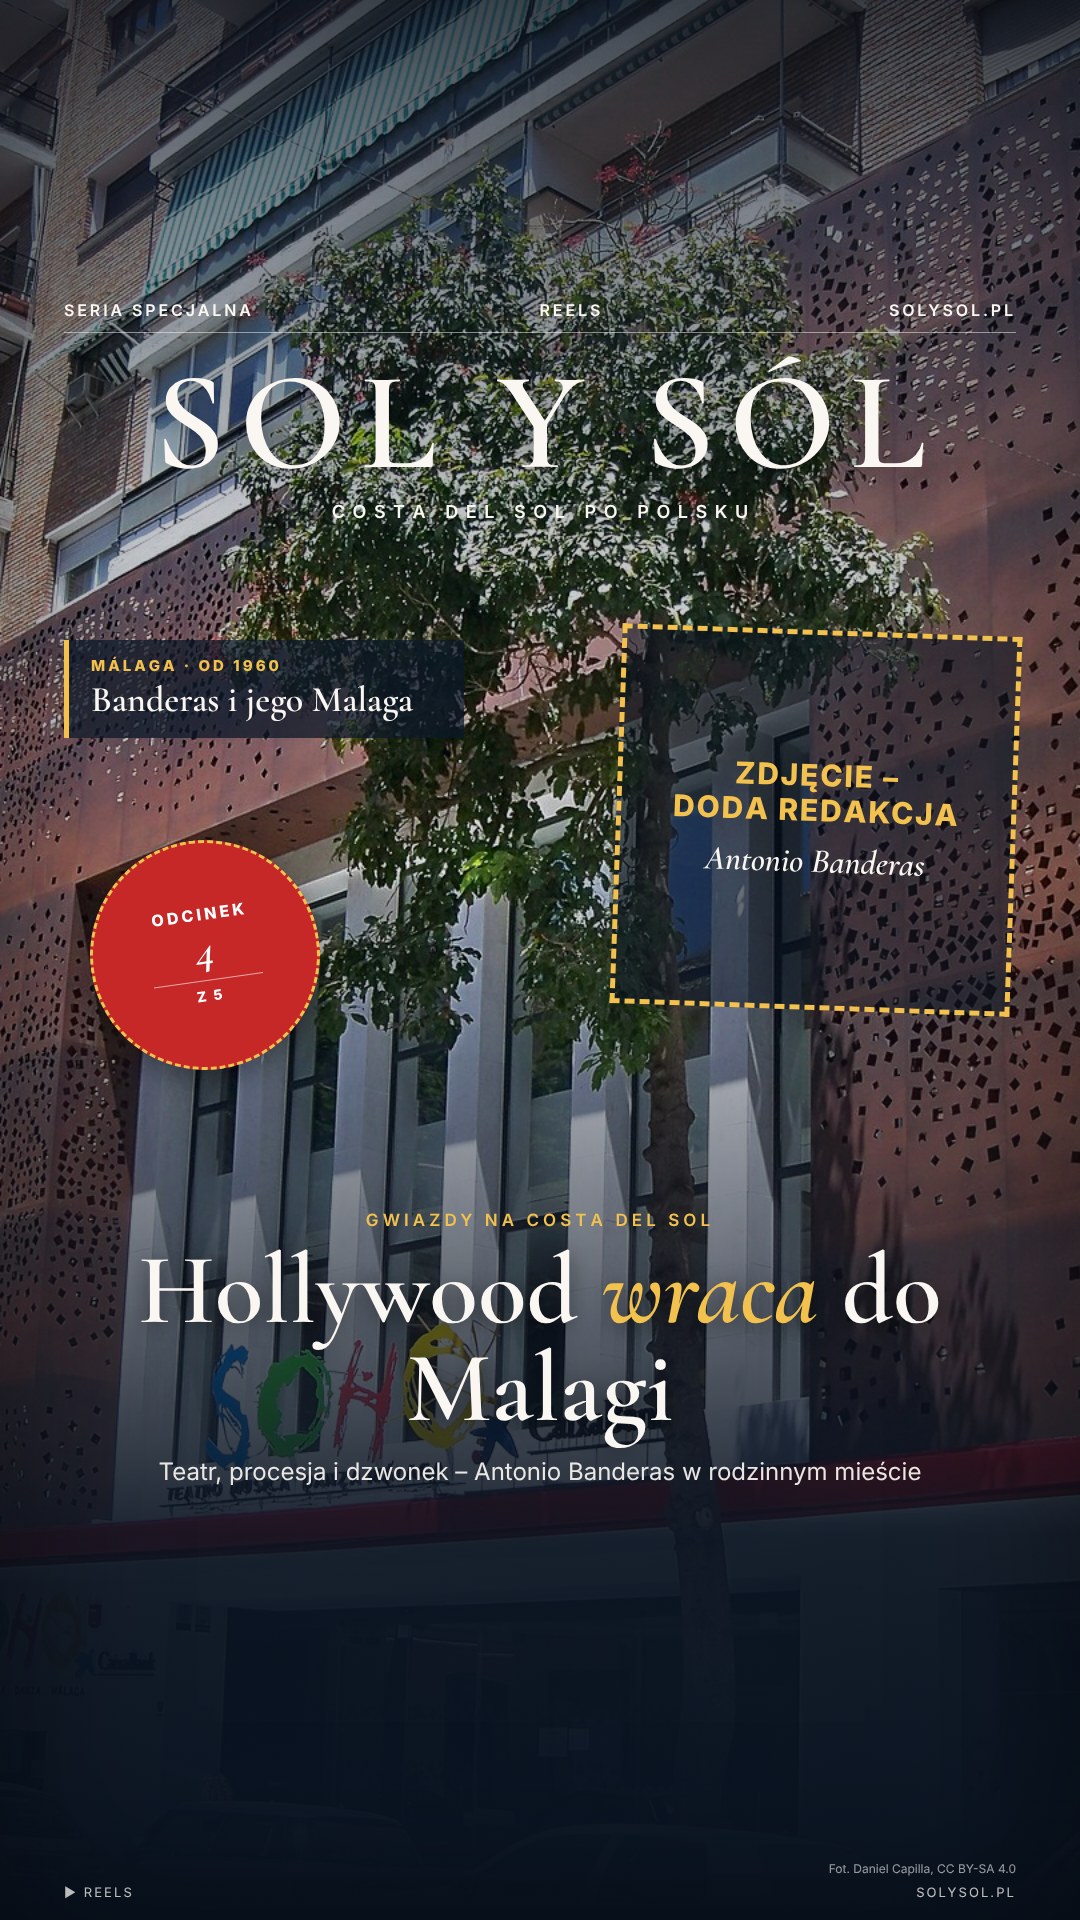 SERIA SPECJALNA REELS SOLYSOL.PL
SOL Y SÓL
COSTA DEL SOL PO POLSKU
MÁLAGA · OD 1960
Banderas i jego Malaga
ZDJĘCIE –
DODA REDAKCJA
Antonio Banderas
ODCINEK
4
Z 5
GWIAZDY NA COSTA DEL SOL
Hollywood wraca do
Malagi
SOHO
Teatr, procesja i dzwonek – Antonio Banderas w rodzinnym mieście
Fot. Daniel Capilla, CC BY-SA 4.0
▶ REELS SOLYSOL.PL